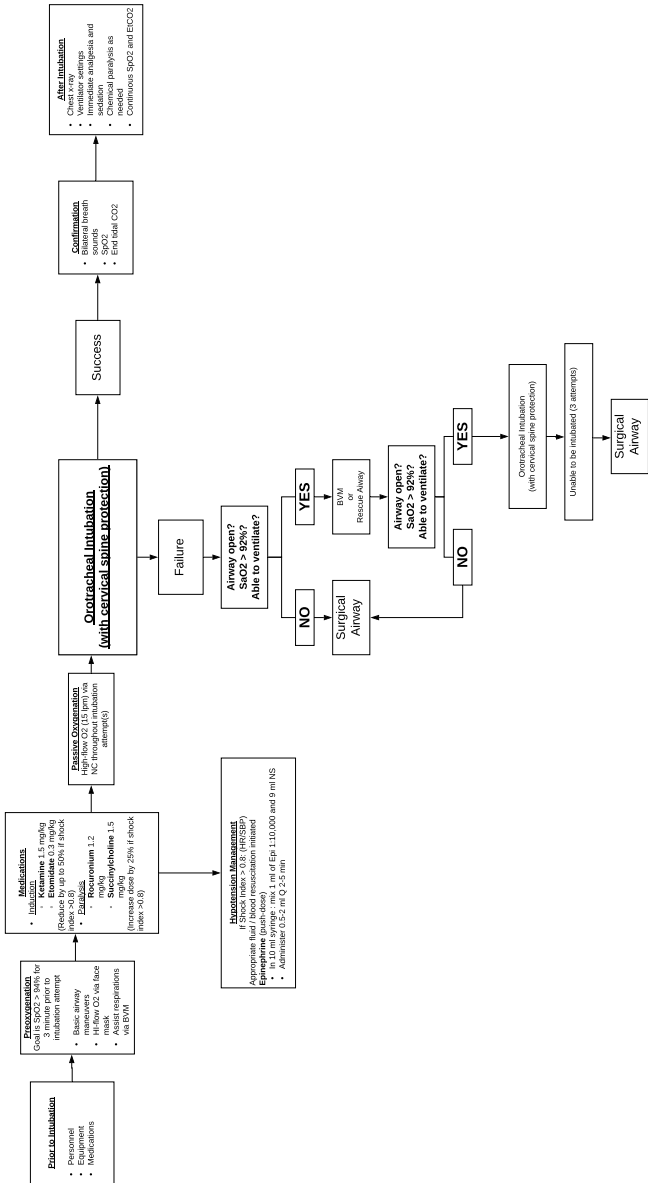 Prior to Intubation
• Personnel
• Equipment
• Medications
Preoxygenation
Goal is SpO2 > 94% for
3 minute prior to
intubation attempt
• Basic airway
maneuvers
• Hi-flow O2 via face
mask
• Assist respirations
via BVM
Medications
• Induction
◦ Ketamine 1.5 mg/kg
◦ Etomidate 0.3 mg/kg
(Reduce by up to 50% if shock
index >0.8)
• Paralysis
◦ Rocuronium 1.2
mg/kg
◦ Succinylcholine 1.5
mg/kg
(Increase dose by 25% if shock
index >0.8)
Hypotension Management
If Shock Index > 0.8: (HR/SBP)
Appropriate fluid / blood resuscitation initiated
Epinephrine (push-dose)
• In 10 ml syringe : mix 1 ml of Epi 1:10,000 and 9 ml NS
• Administer 0.5-2 ml Q 2-5 min
Passive Oxygenation
High-flow O2 (15 lpm) via
NC throughout intubation
attempt(s)
Orotracheal Intubation
(with cervical spine protection)
Success
Confirmation
• Bilateral breath
sounds
• SpO2
• End tidal CO2
After Intubation
• Chest x-ray
• Ventilator settings
• Immediate analgesia and
sedation
• Chemical paralysis as
needed
• Continuous SpO2 and EtCO2
Failure
Airway open?
SaO2 > 92%?
Able to ventilate?
NO
YES
Surgical
Airway
BVM
or
Rescue Aiway
Airway open?
SaO2 > 92%?
Able to ventilate?
NO
YES
Orotracheal Intubation
(with cervical spine protection)
Unable to be intubated (3 attempts)
Surgical
Airway